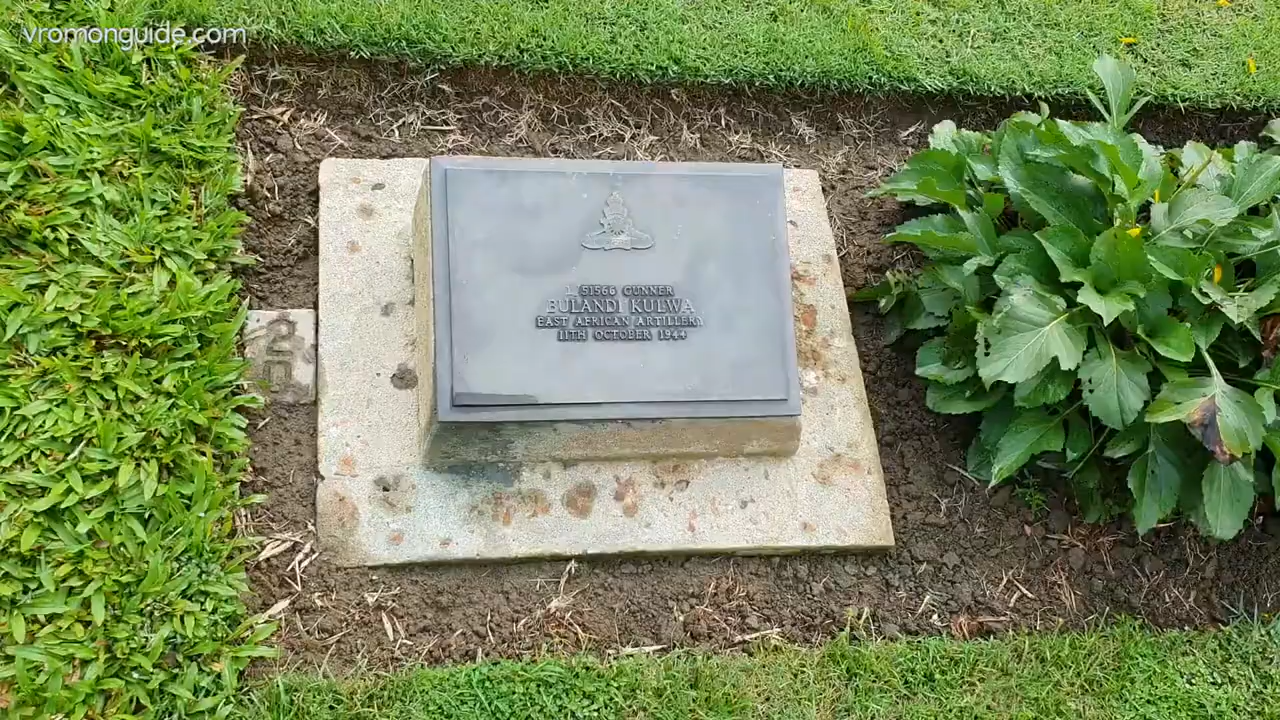 vromonguide.com
L/51566 GUNNER
BULANDI KULWA
EAST AFRICAN ARTILLERY
11TH OCTOBER 1944